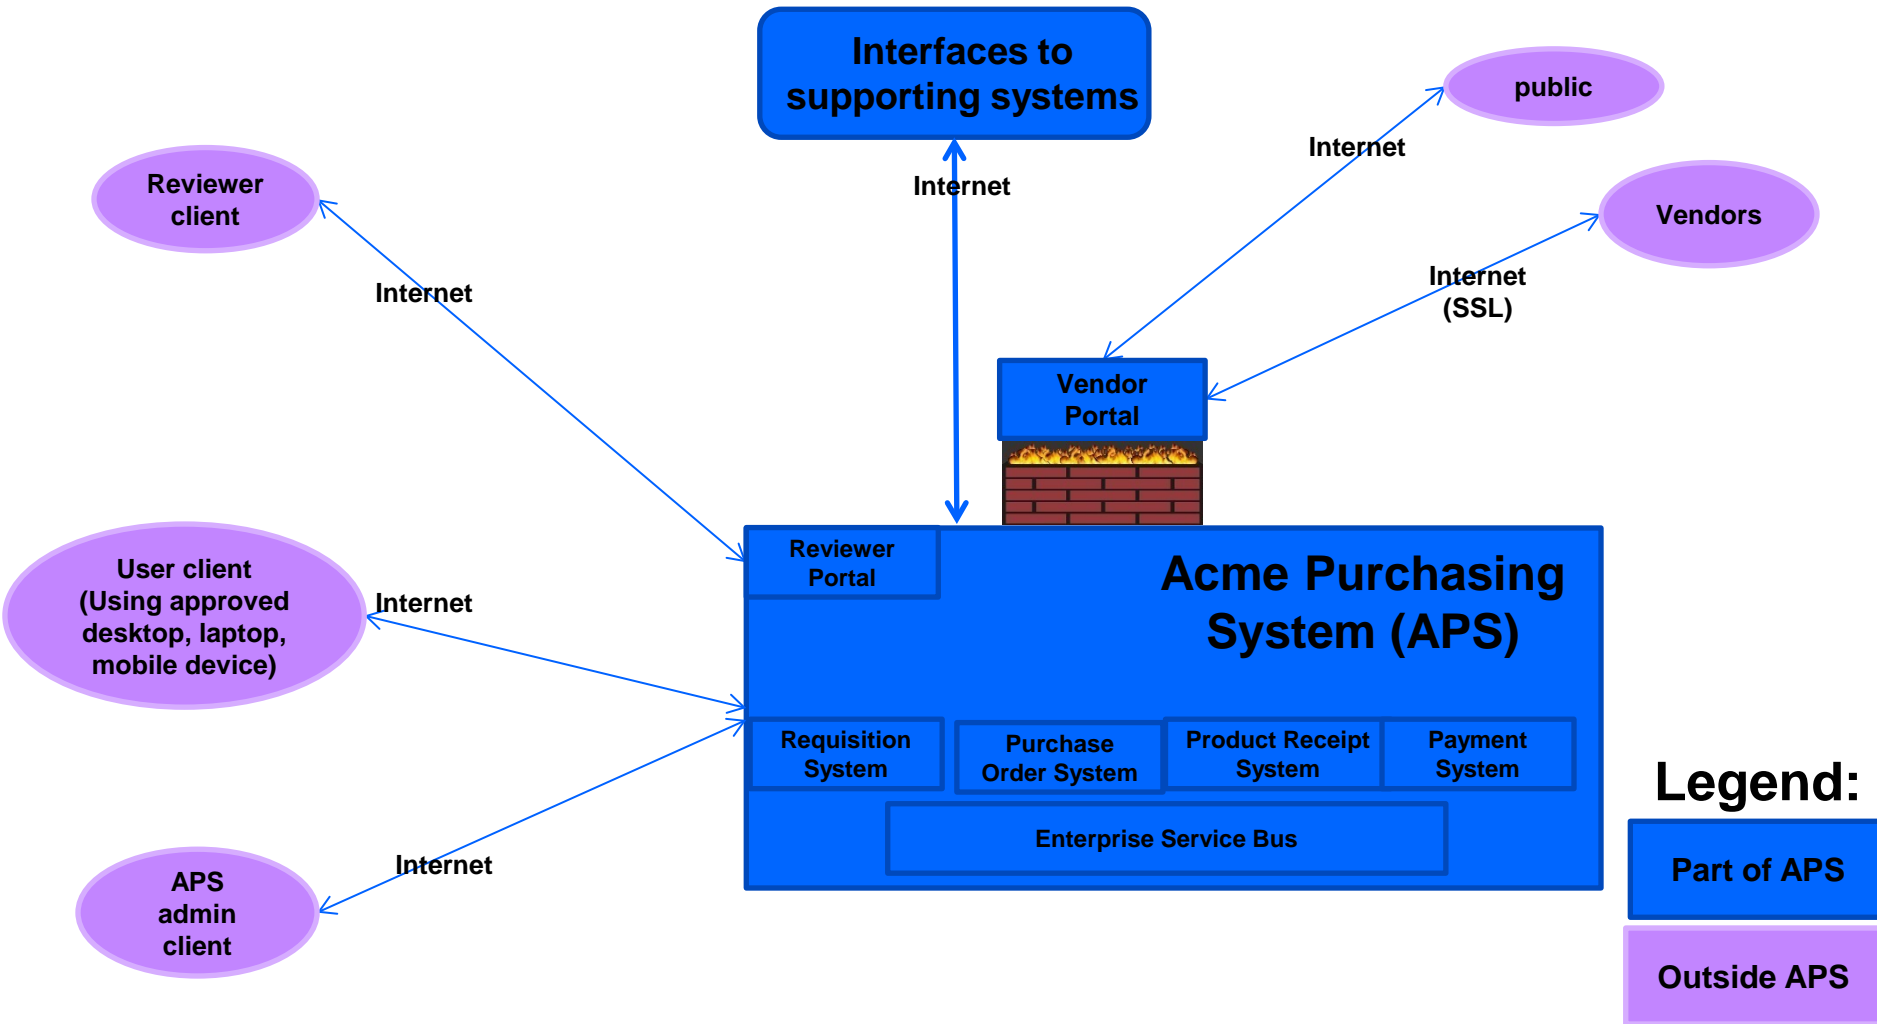 Interfaces to
supporting systems
public
Internet
Reviewer
client
Internet
Vendors
Internet
Internet
(SSL)
Vendor
Portal
Reviewer
Portal
Acme Purchasing
System (APS)
User client
(Using approved
desktop, laptop,
mobile device)
Internet
Requisition
System
Purchase
Order System
Product Receipt
System
Payment
System
Enterprise Service Bus
Internet
APS
admin
client
Legend:
Part of APS
Outside APS